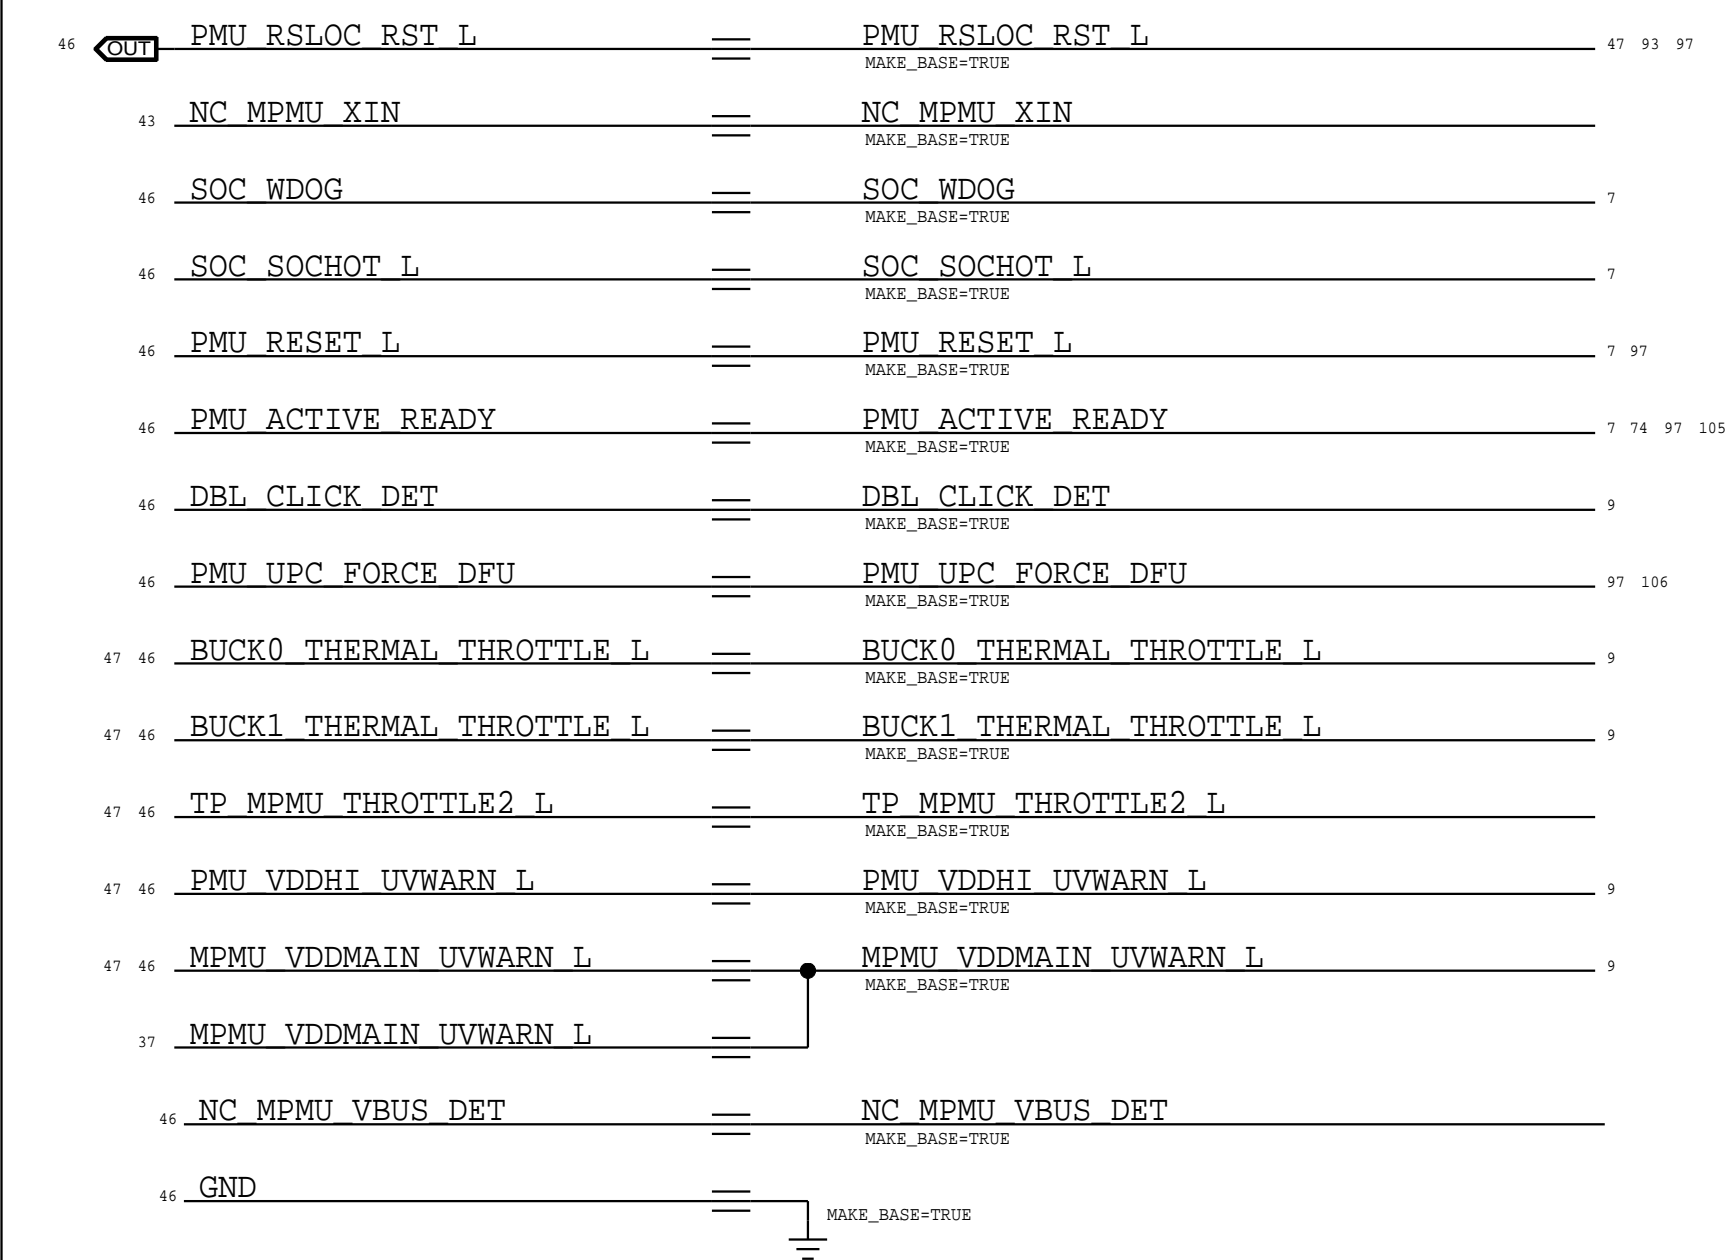 46 OUT PMU_RSLOC_RST_L PMU_RSLOC_RST_L 47 93 97
MAKE_BASE=TRUE
43 NC_MPMU_XIN NC_MPMU_XIN
MAKE_BASE=TRUE
46 SOC_WDOG SOC_WDOG 7
MAKE_BASE=TRUE
46 SOC_SOCHOT_L SOC_SOCHOT_L 7
MAKE_BASE=TRUE
46 PMU_RESET_L PMU_RESET_L 7 97
MAKE_BASE=TRUE
46 PMU_ACTIVE_READY PMU_ACTIVE_READY 7 74 97 105
MAKE_BASE=TRUE
46 DBL_CLICK_DET DBL_CLICK_DET 9
MAKE_BASE=TRUE
46 PMU_UPC_FORCE_DFU PMU_UPC_FORCE_DFU 97 106
MAKE_BASE=TRUE
47 46 BUCK0_THERMAL_THROTTLE_L BUCK0_THERMAL_THROTTLE_L 9
MAKE_BASE=TRUE
47 46 BUCK1_THERMAL_THROTTLE_L BUCK1_THERMAL_THROTTLE_L 9
MAKE_BASE=TRUE
47 46 TP_MPMU_THROTTLE2_L TP_MPMU_THROTTLE2_L
MAKE_BASE=TRUE
47 46 PMU_VDDHI_UVWARN_L PMU_VDDHI_UVWARN_L 9
MAKE_BASE=TRUE
47 46 MPMU_VDDMAIN_UVWARN_L MPMU_VDDMAIN_UVWARN_L 9
MAKE_BASE=TRUE
37 MPMU_VDDMAIN_UVWARN_L
46 NC_MPMU_VBUS_DET NC_MPMU_VBUS_DET
MAKE_BASE=TRUE
46 GND
MAKE_BASE=TRUE